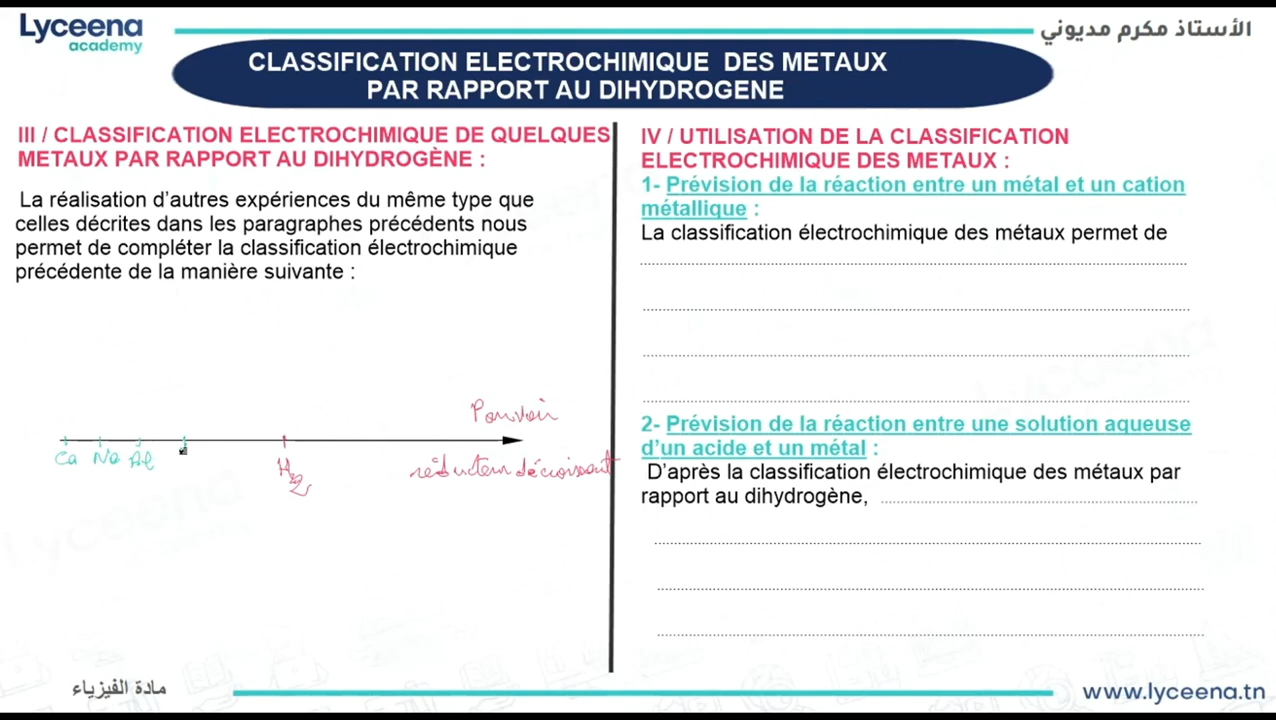 Lyceena
academy
الأستاذ مكرم مديوني
CLASSIFICATION ELECTROCHIMIQUE DES METAUX
PAR RAPPORT AU DIHYDROGENE
III / CLASSIFICATION ELECTROCHIMIQUE DE QUELQUES
METAUX PAR RAPPORT AU DIHYDROGÈNE :
La réalisation d'autres expériences du même type que
celles décrites dans les paragraphes précédents nous
permet de compléter la classification électrochimique
précédente de la manière suivante :
Pouvoir
Ca Na Al H2 réducteur décroissant
IV / UTILISATION DE LA CLASSIFICATION
ELECTROCHIMIQUE DES METAUX :
1- Prévision de la réaction entre un métal et un cation
métallique :
La classification électrochimique des métaux permet de
2- Prévision de la réaction entre une solution aqueuse
d'un acide et un métal :
D'après la classification électrochimique des métaux par
rapport au dihydrogène,
مادة الفيزياء
www.lyceena.tn